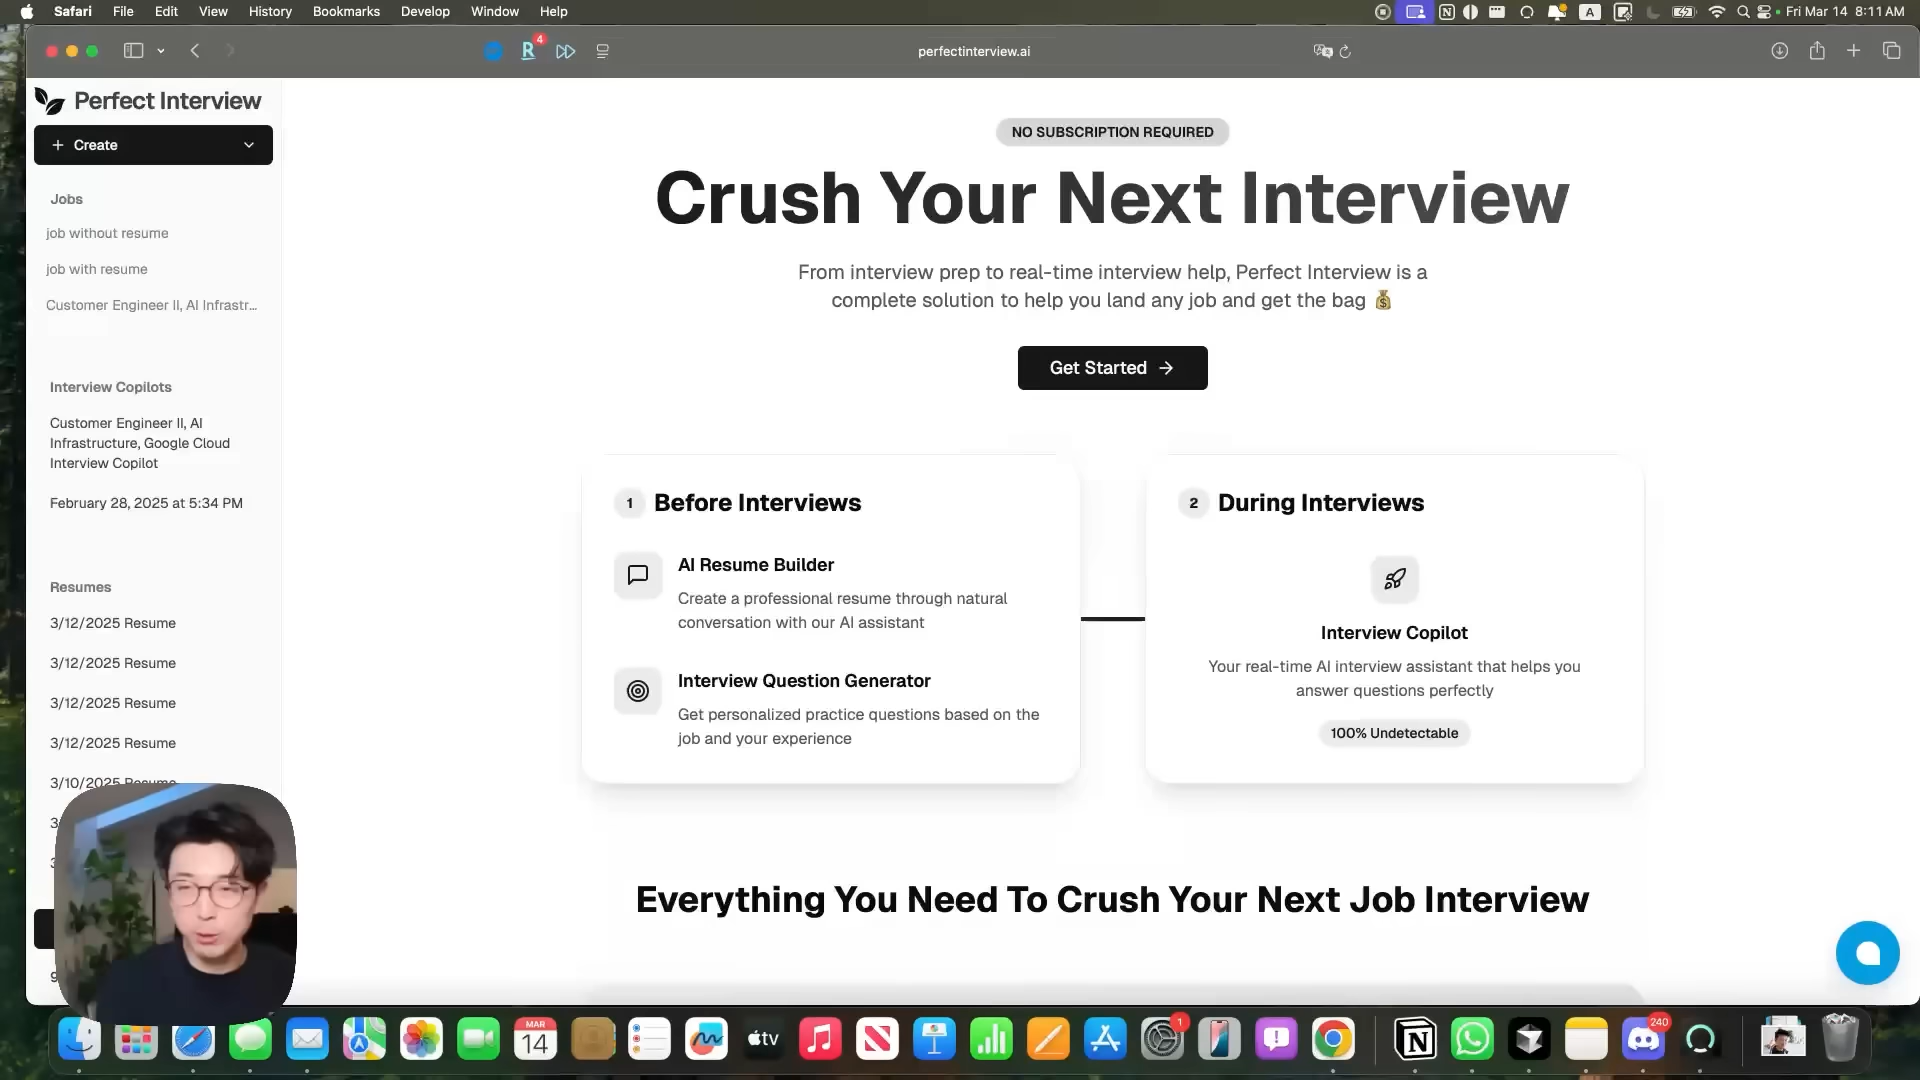 Safari File Edit View History Bookmarks Develop Window Help
A
Fri Mar 14 8:11 AM
R 4
perfectinterview.ai
Perfect Interview
+ Create
Jobs
job without resume
job with resume
Customer Engineer II, AI Infrastr...
Interview Copilots
Customer Engineer II, AI
Infrastructure, Google Cloud
Interview Copilot
February 28, 2025 at 5:34 PM
Resumes
3/12/2025 Resume
3/12/2025 Resume
3/12/2025 Resume
3/12/2025 Resume
3/10/2025 Resume
NO SUBSCRIPTION REQUIRED
Crush Your Next Interview
From interview prep to real-time interview help, Perfect Interview is a
complete solution to help you land any job and get the bag 💰
Get Started →
1 Before Interviews
AI Resume Builder
Create a professional resume through natural
conversation with our AI assistant
Interview Question Generator
Get personalized practice questions based on the
job and your experience
2 During Interviews
Interview Copilot
Your real-time AI interview assistant that helps you
answer questions perfectly
100% Undetectable
Everything You Need To Crush Your Next Job Interview
MAR
14
tv
1
240